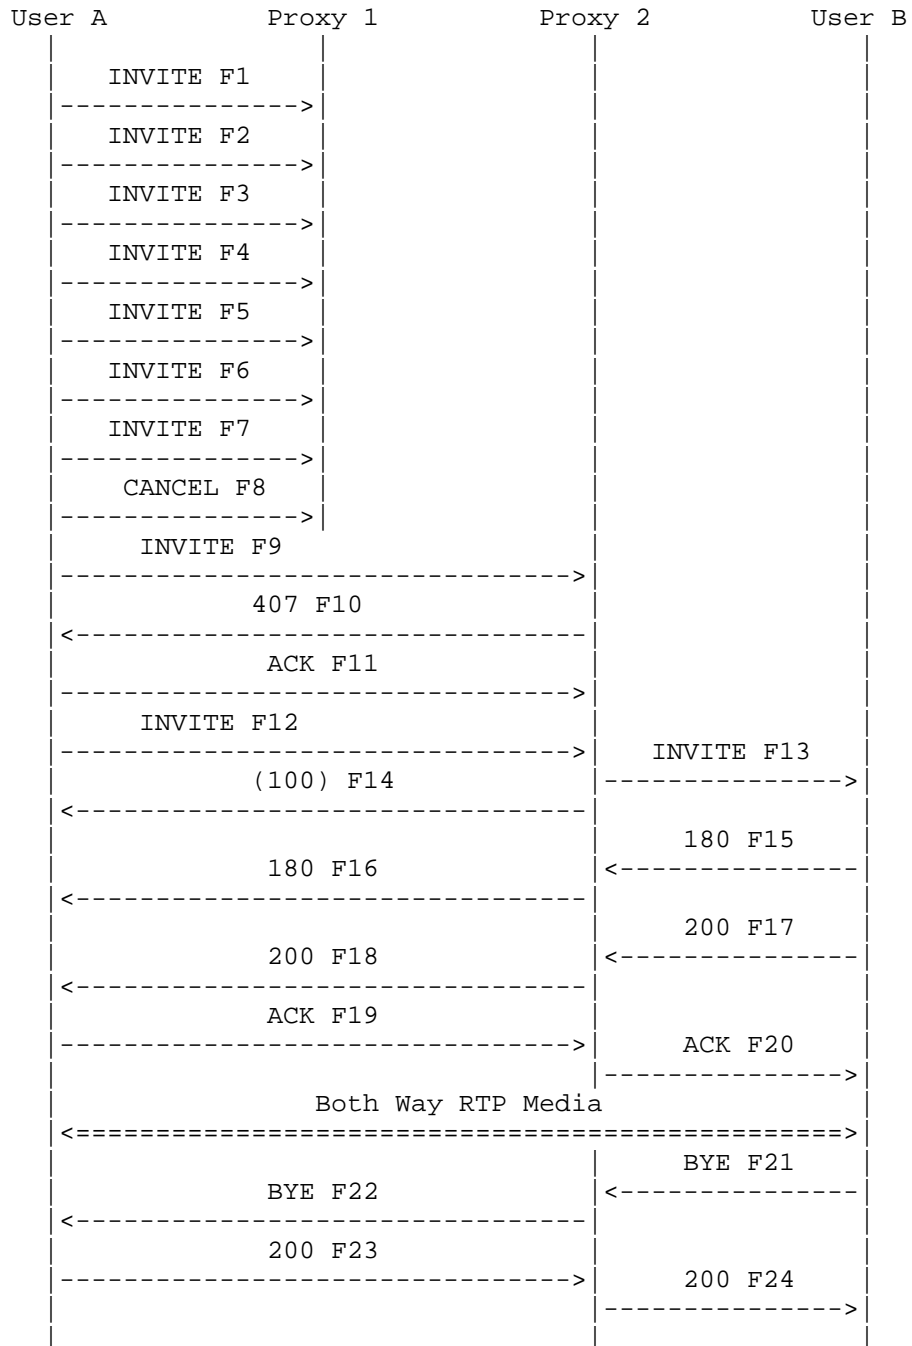 User A Proxy 1 Proxy 2 User B
INVITE F1
INVITE F2
INVITE F3
INVITE F4
INVITE F5
INVITE F6
INVITE F7
CANCEL F8
INVITE F9
407 F10
ACK F11
INVITE F12
INVITE F13
(100) F14
180 F15
180 F16
200 F17
200 F18
ACK F19
ACK F20
Both Way RTP Media
BYE F21
BYE F22
200 F23
200 F24